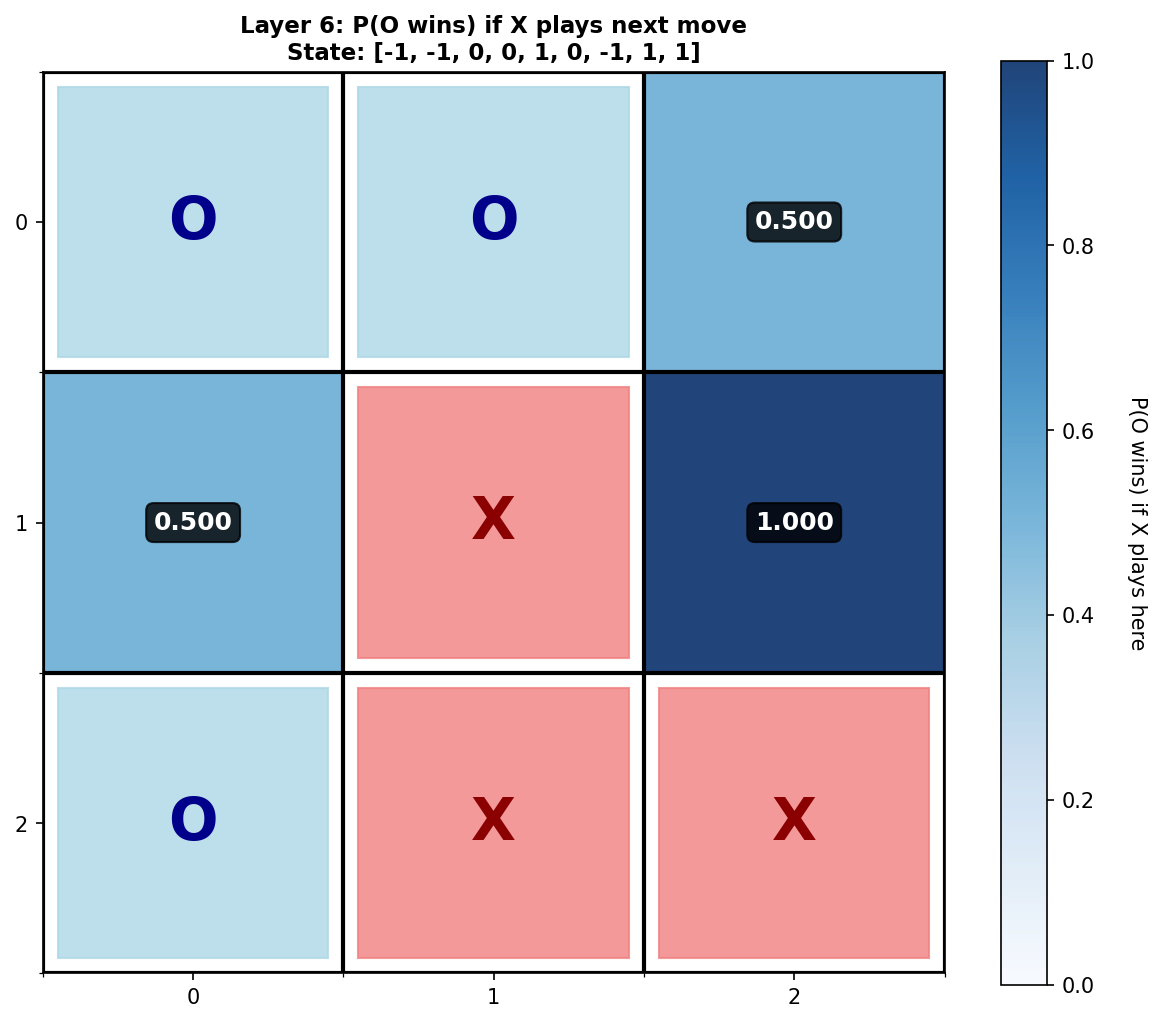 Layer 6: P(O wins) if X plays next move
State: [-1, -1, 0, 0, 1, 0, -1, 1, 1]
0
O
O
0.500
1
0.500
X
1.000
2
O
X
X
0
1
2
1.0
0.8
0.6
0.4
0.2
0.0
P(O wins) if X plays here